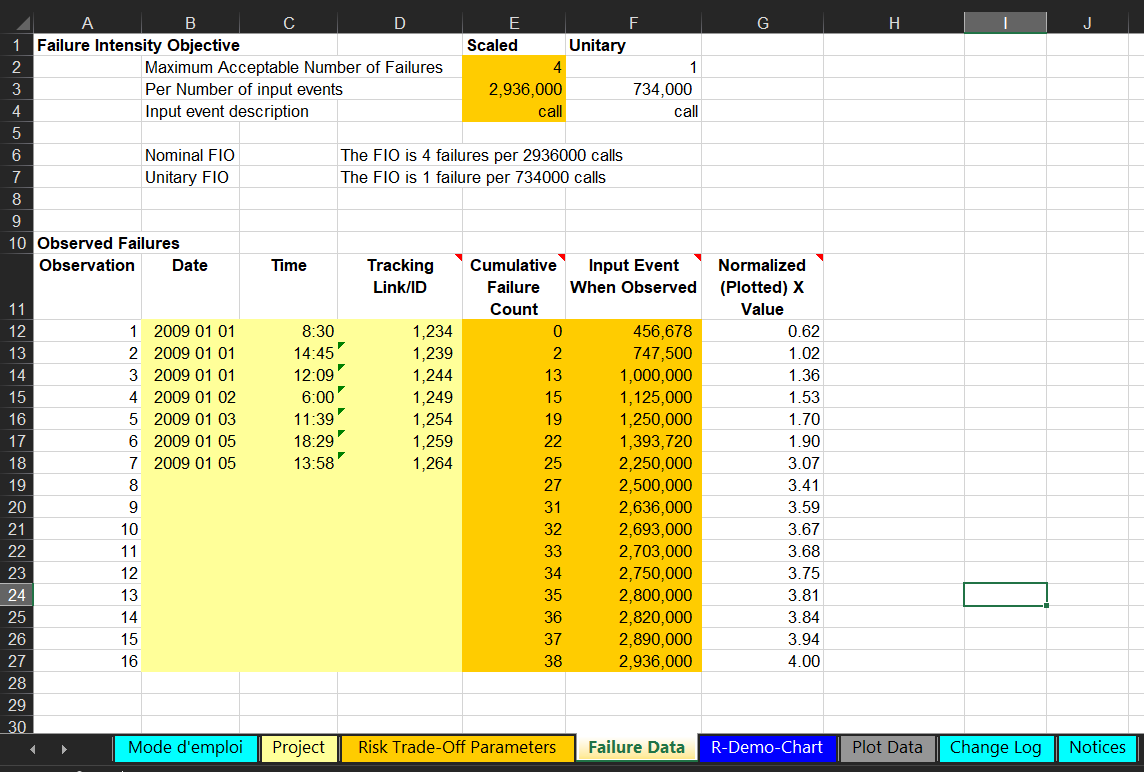 A B C D E F G H I J
1 Failure Intensity Objective Scaled Unitary
2 Maximum Acceptable Number of Failures 4 1
3 Per Number of input events 2,936,000 734,000
4 Input event description call call
5
6 Nominal FIO The FIO is 4 failures per 2936000 calls
7 Unitary FIO The FIO is 1 failure per 734000 calls
8
9
10 Observed Failures
Observation Date Time Tracking Cumulative Input Event Normalized
Link/ID Failure When Observed (Plotted) X
11 Count Value
12 1 2009 01 01 8:30 1,234 0 456,678 0.62
13 2 2009 01 01 14:45 1,239 2 747,500 1.02
14 3 2009 01 01 12:09 1,244 13 1,000,000 1.36
15 4 2009 01 02 6:00 1,249 15 1,125,000 1.53
16 5 2009 01 03 11:39 1,254 19 1,250,000 1.70
17 6 2009 01 05 18:29 1,259 22 1,393,720 1.90
18 7 2009 01 05 13:58 1,264 25 2,250,000 3.07
19 8 27 2,500,000 3.41
20 9 31 2,636,000 3.59
21 10 32 2,693,000 3.67
22 11 33 2,703,000 3.68
23 12 34 2,750,000 3.75
24 13 35 2,800,000 3.81
25 14 36 2,820,000 3.84
26 15 37 2,890,000 3.94
27 16 38 2,936,000 4.00
28
29
30
Mode d'emploi Project Risk Trade-Off Parameters Failure Data R-Demo-Chart Plot Data Change Log Notices